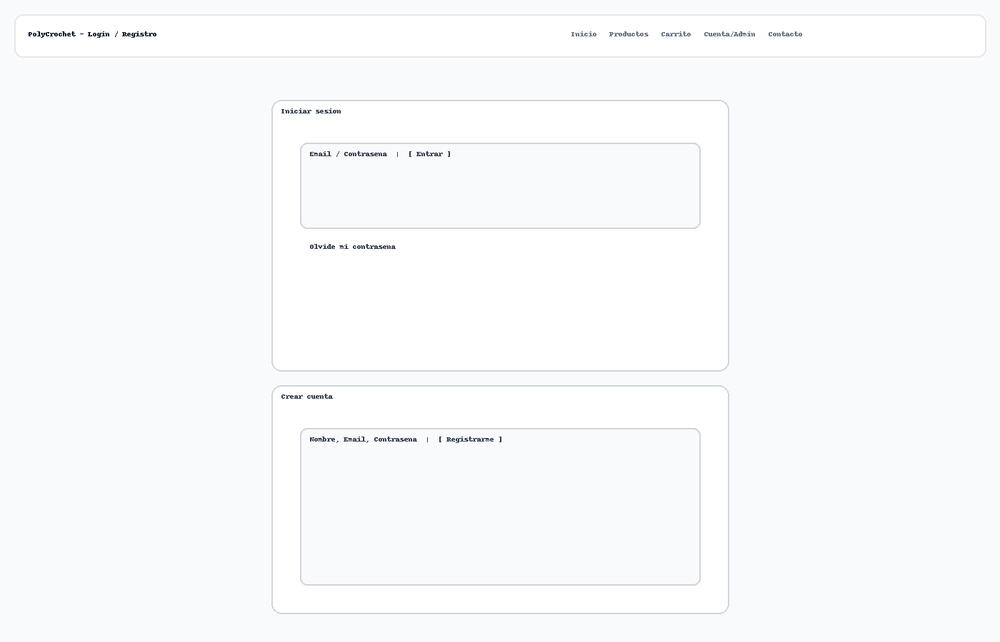 PolyCrochet - Login / Registro
Inicio Productos Carrito Cuenta/Admin Contacto
Iniciar sesion
Email / Contrasena | [ Entrar ]
Olvide mi contrasena
Crear cuenta
Nombre, Email, Contrasena | [ Registrarme ]